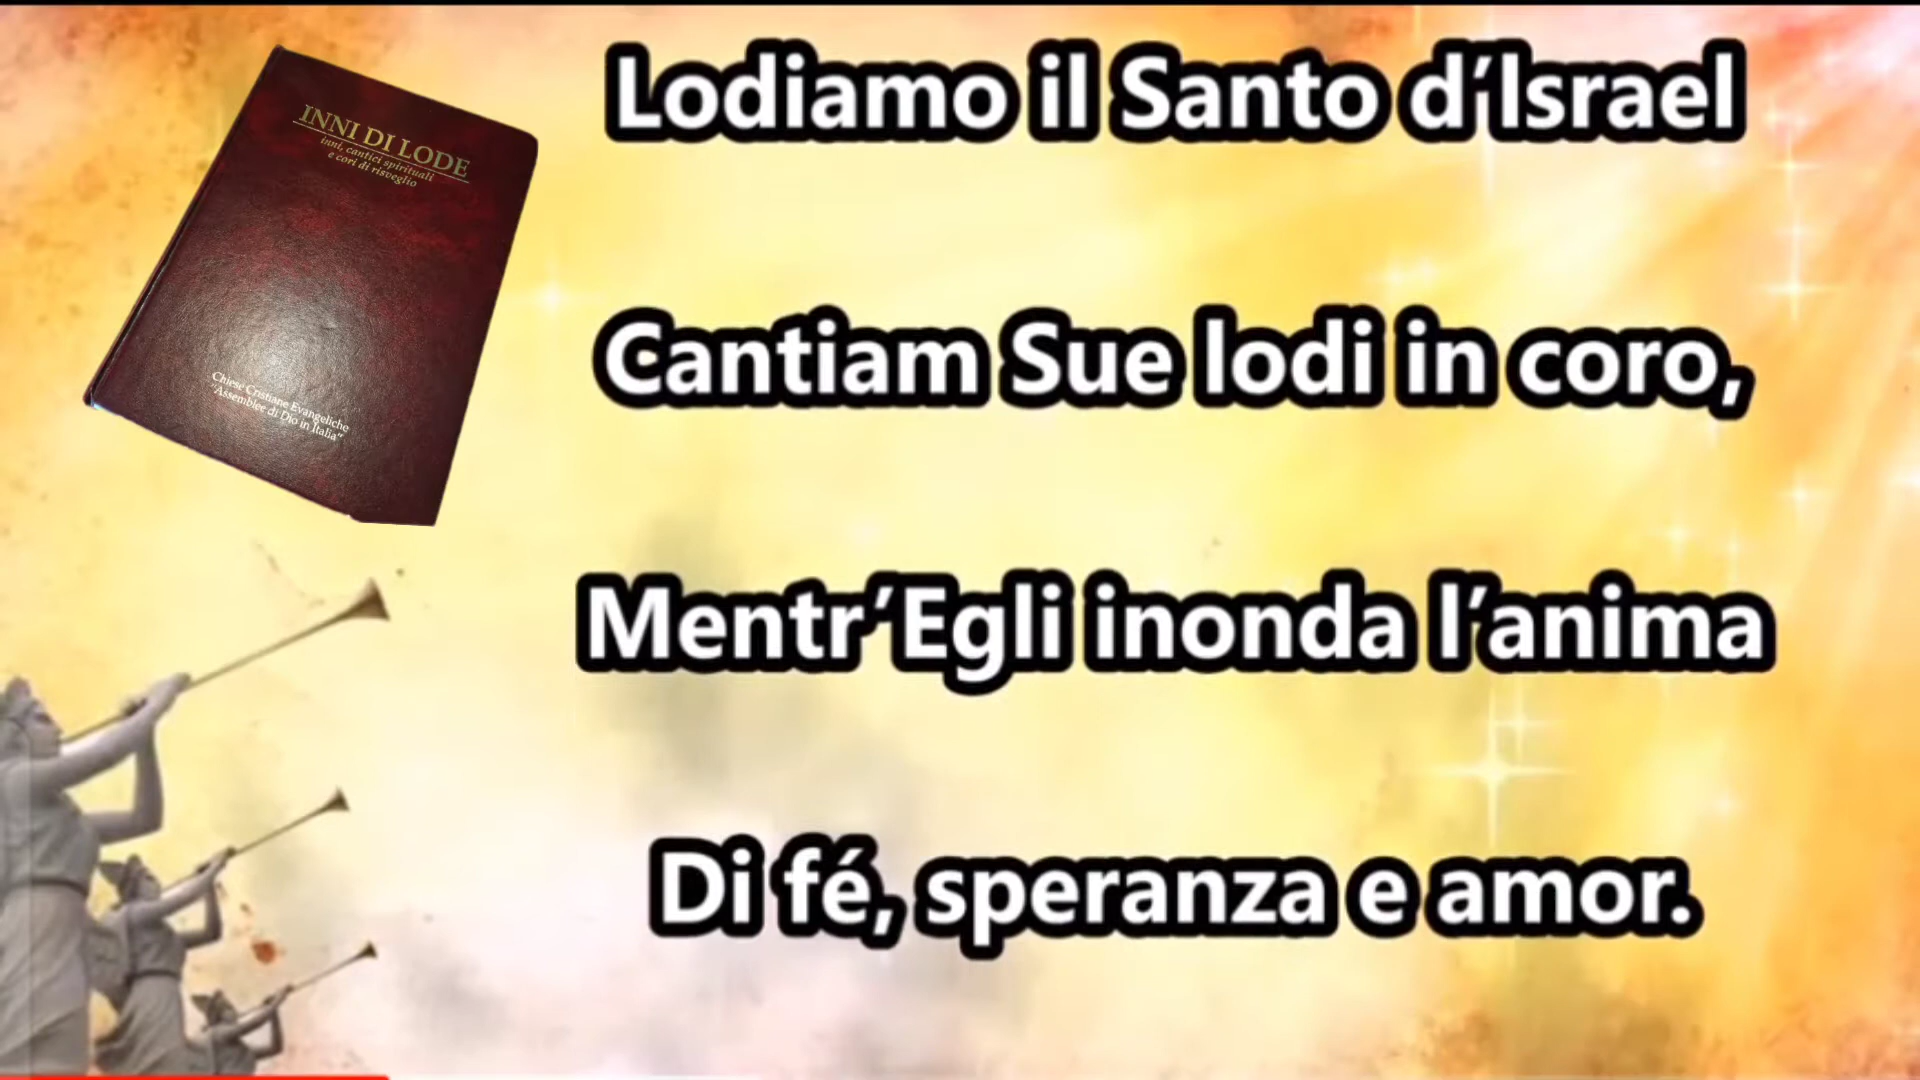 INNI DI LODE
inni, cantici spirituali
e cori di risveglio
Chiese Cristiane Evangeliche
"Assemblee di Dio in Italia"
Lodiamo il Santo d'Israel
Cantiam Sue lodi in coro,
Mentr'Egli inonda l'anima
Di fé, speranza e amor.